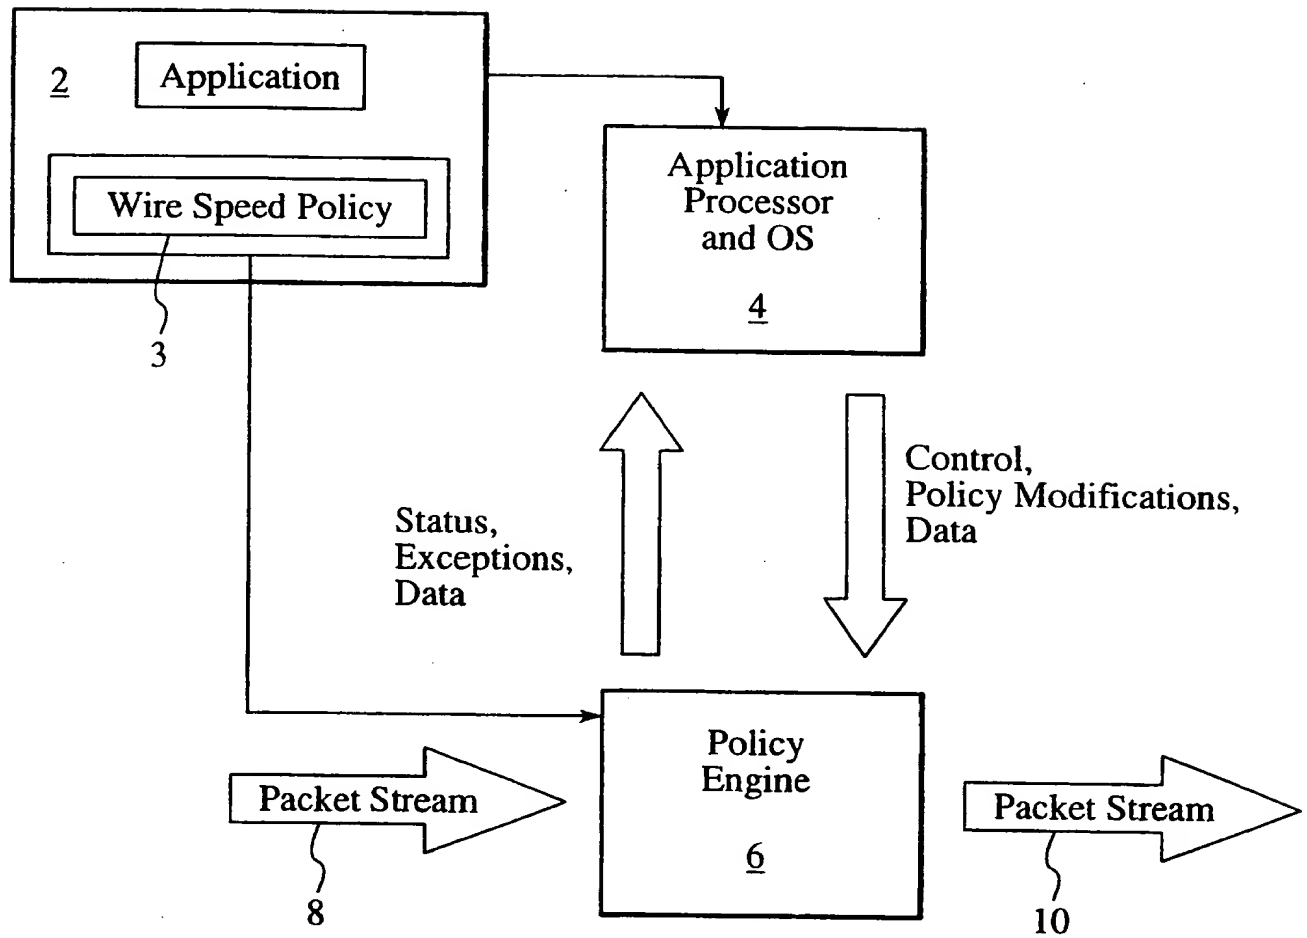 2
Application
Wire Speed Policy
3
Application
Processor
and OS
4
Status,
Exceptions,
Data
Control,
Policy Modifications,
Data
Policy
Engine
6
Packet Stream
8
Packet Stream
10